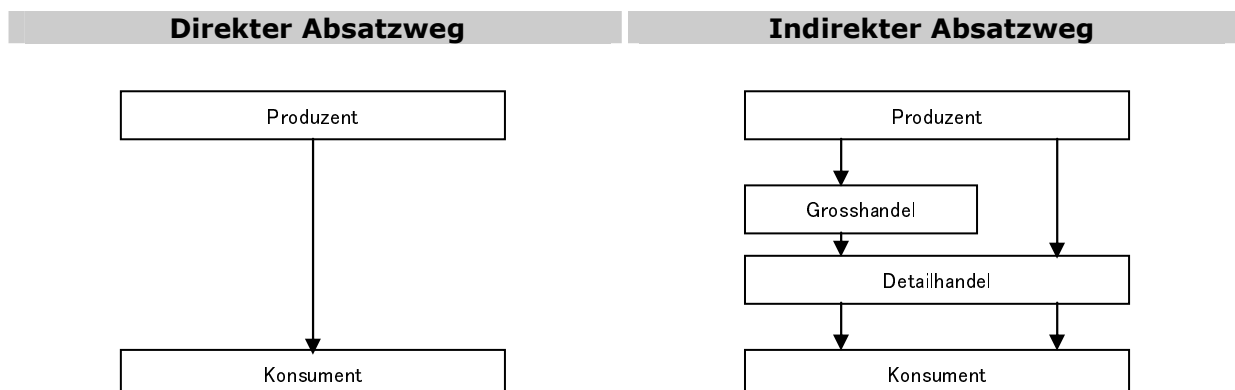 Direkter Absatzweg
Indirekter Absatzweg
Produzent
Konsument
Produzent
Grosshandel
Detailhandel
Konsument